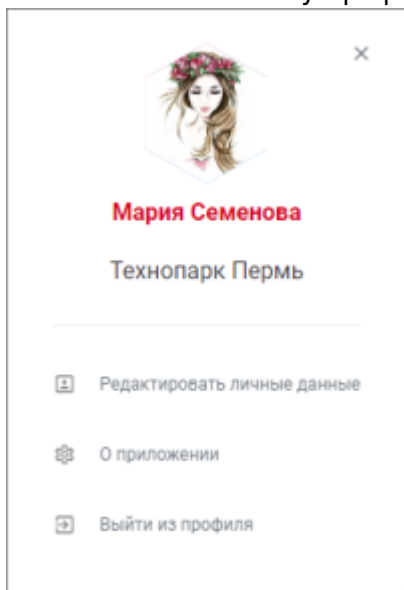 Мария Семенова
Технопарк Пермь
Редактировать личные данные
О приложении
Выйти из профиля